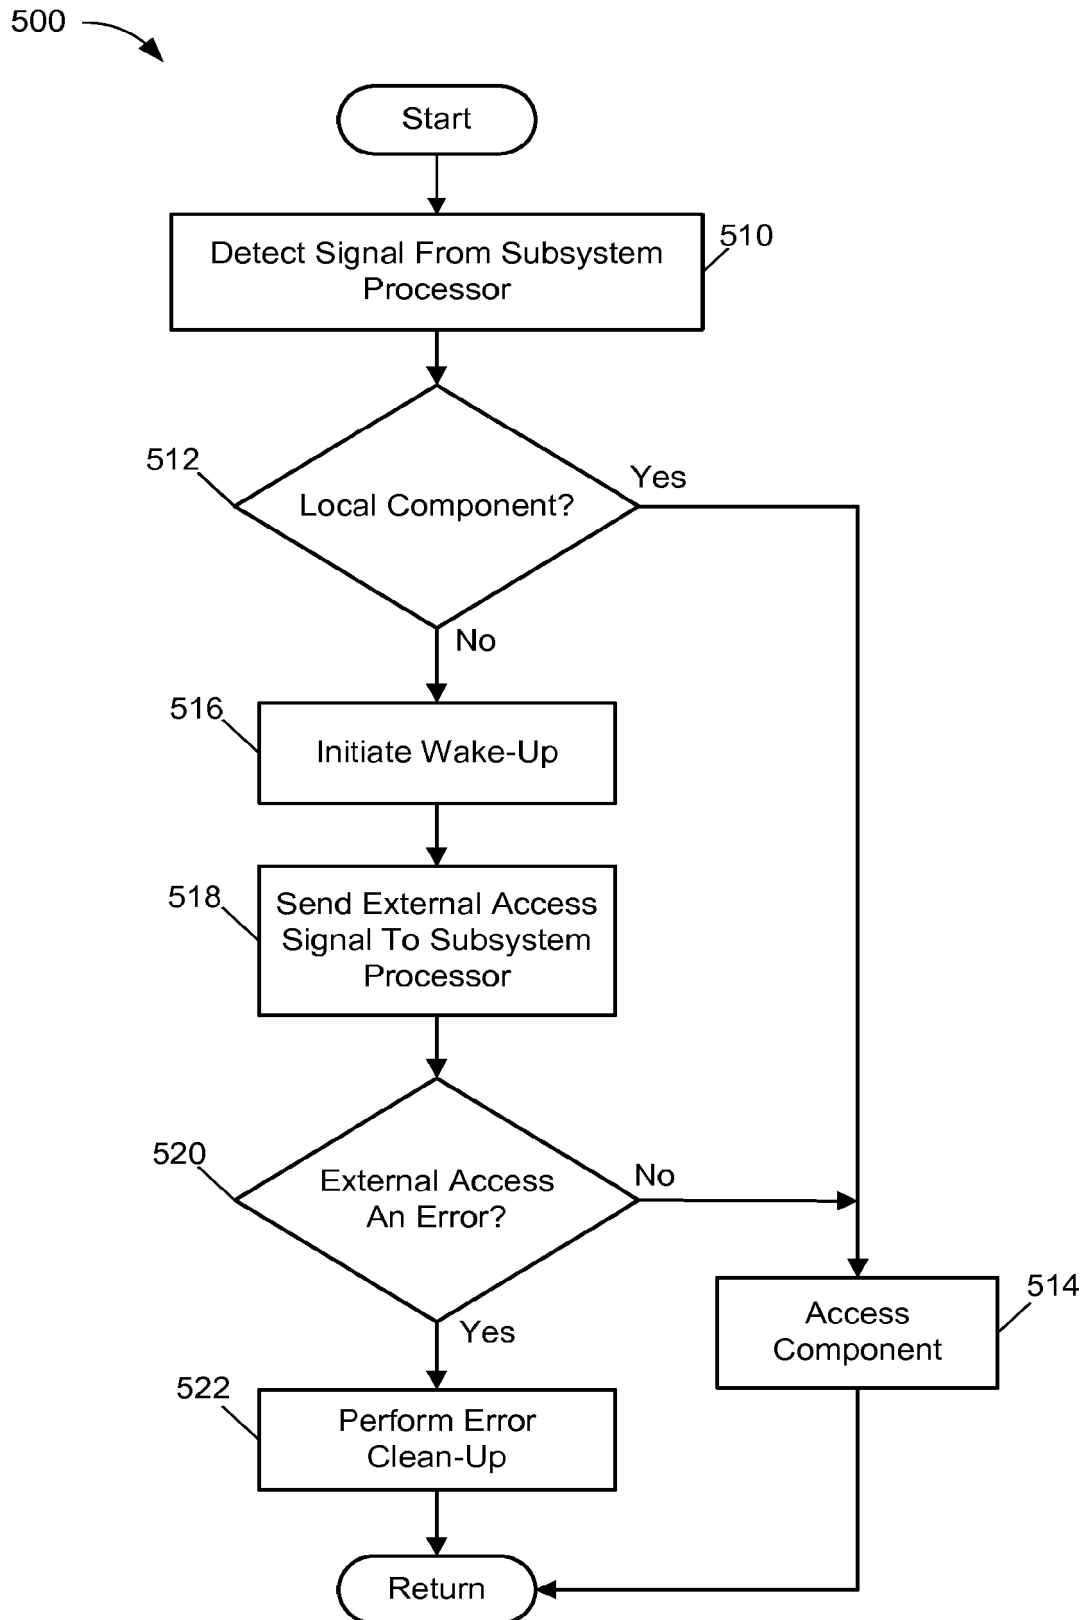 500
Start
Detect Signal From Subsystem
Processor
510
512
Local Component?
Yes
No
516
Initiate Wake-Up
518
Send External Access
Signal To Subsystem
Processor
520
External Access
An Error?
No
Yes
514
Access
Component
522
Perform Error
Clean-Up
Return